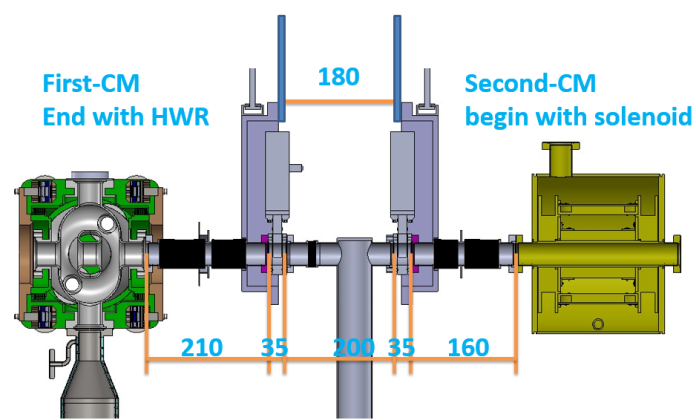 180
First-CM
End with HWR
Second-CM
begin with solenoid
210
35
200
35
160